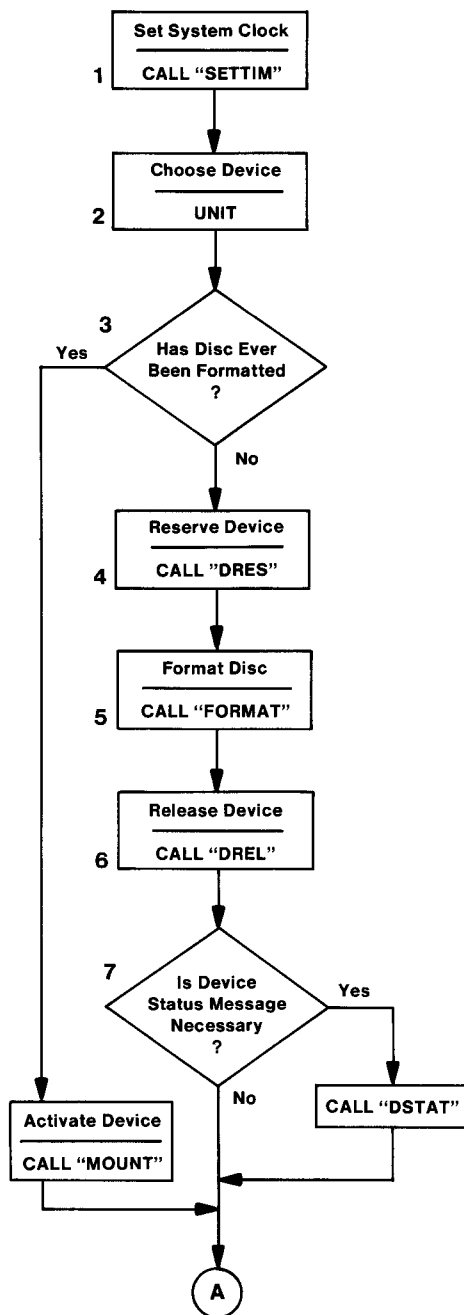 Set System Clock
1
CALL "SETTIM"
Choose Device
2
UNIT
3
Yes
Has Disc Ever
Been Formatted
?
No
Reserve Device
4
CALL "DRES"
Format Disc
5
CALL "FORMAT"
Release Device
6
CALL "DREL"
7
Is Device
Status Message
Necessary
?
Yes
No
Activate Device
CALL "MOUNT"
CALL "DSTAT"
A